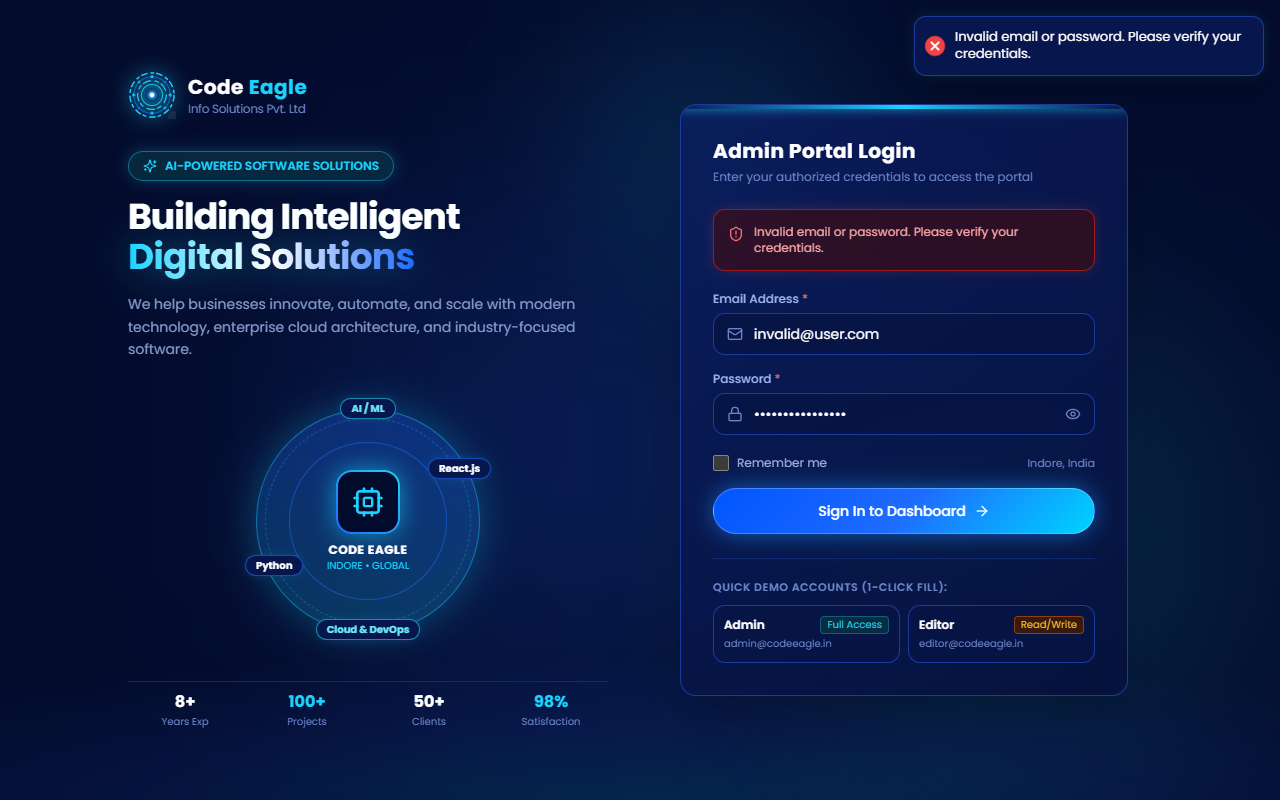 Invalid email or password. Please verify your
credentials.
Code Eagle
Info Solutions Pvt. Ltd
AI-POWERED SOFTWARE SOLUTIONS
Building Intelligent
Digital Solutions
We help businesses innovate, automate, and scale with modern
technology, enterprise cloud architecture, and industry-focused
software.
AI / ML
React.js
CODE EAGLE
INDORE • GLOBAL
Python
Cloud & DevOps
8+
Years Exp
100+
Projects
50+
Clients
98%
Satisfaction
Admin Portal Login
Enter your authorized credentials to access the portal
Invalid email or password. Please verify your
credentials.
Email Address *
invalid@user.com
Password *
••••••••••••••••
Remember me
Indore, India
Sign In to Dashboard →
QUICK DEMO ACCOUNTS (1-CLICK FILL):
Admin
Full Access
admin@codeeagle.in
Editor
Read/Write
editor@codeeagle.in